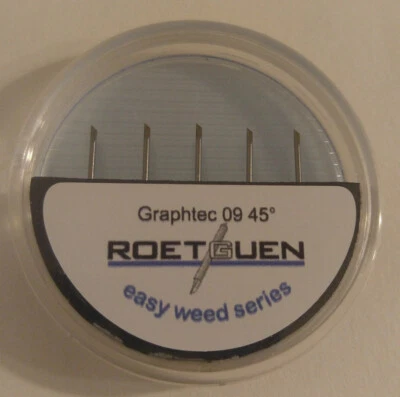 Graphtec 09 45°
ROETGUEN
easy weed series